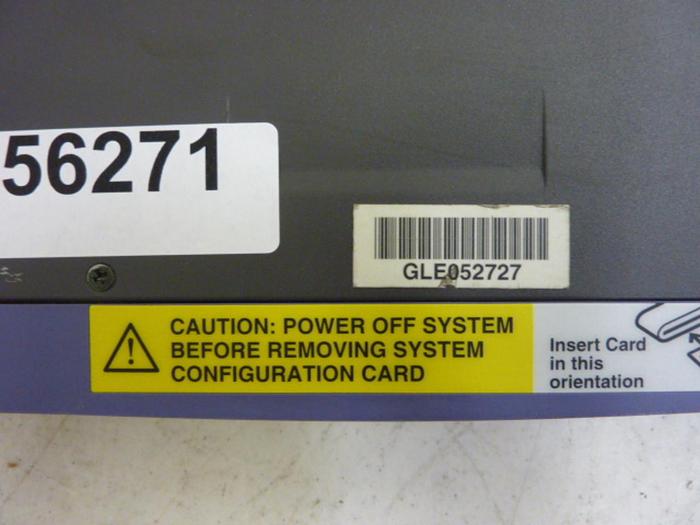 56271
GLE052727
CAUTION: POWER OFF SYSTEM
BEFORE REMOVING SYSTEM
CONFIGURATION CARD
Insert Card
in this
orientation